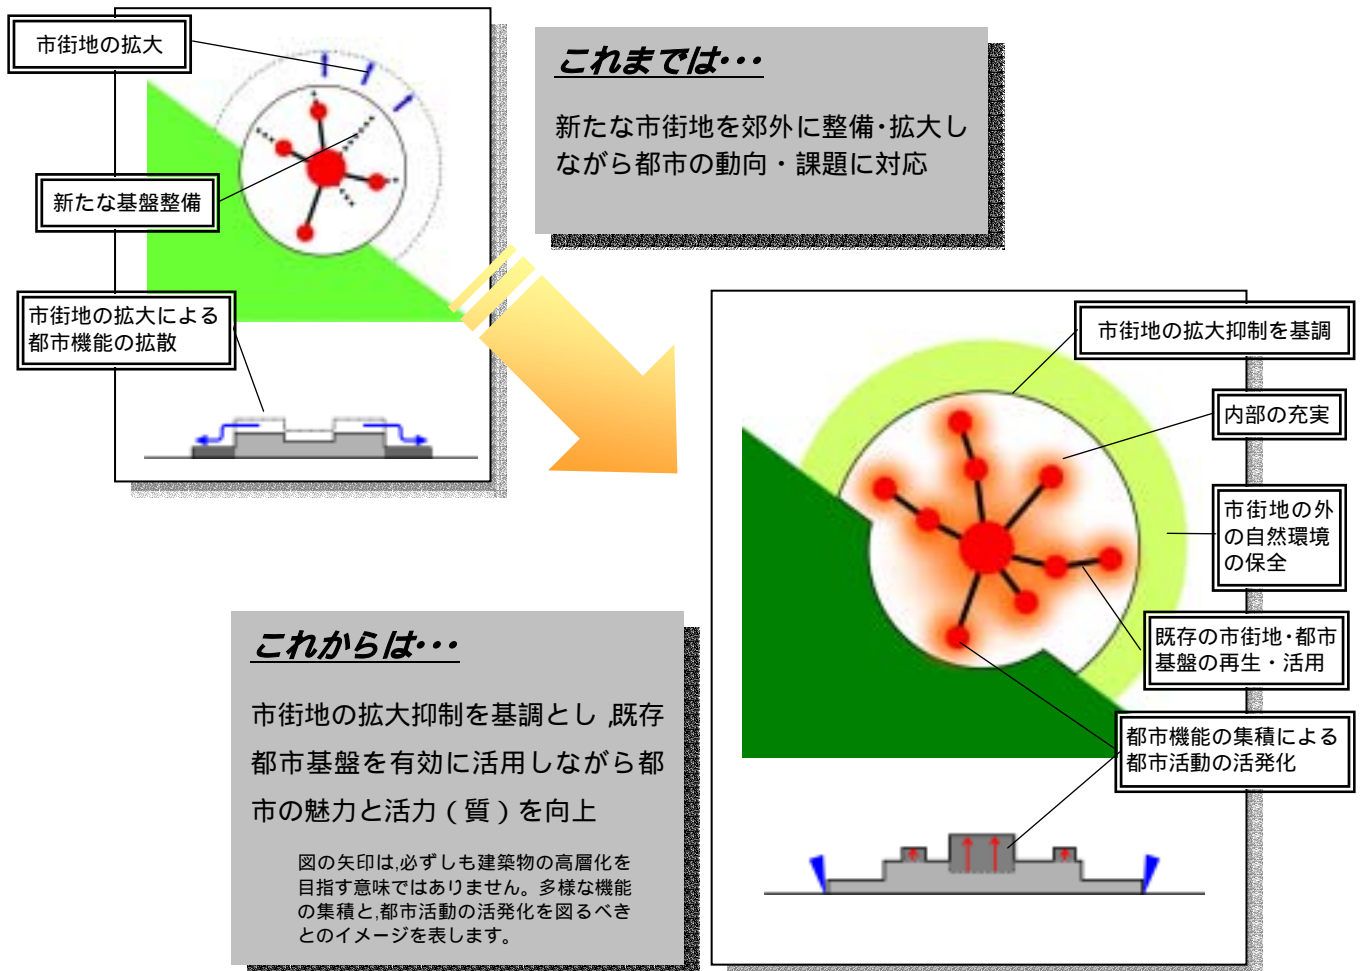 市街地の拡大
新たな基盤整備
市街地の拡大による
都市機能の拡散
これまでは･･･
新たな市街地を郊外に整備･拡大し
ながら都市の動向・課題に対応
市街地の拡大抑制を基調
内部の充実
市街地の外
の自然環境
の保全
既存の市街地･都市
基盤の再生・活用
都市機能の集積による
都市活動の活発化
これからは･･･
市街地の拡大抑制を基調とし,既存
都市基盤を有効に活用しながら都
市の魅力と活力(質)を向上
図の矢印は,必ずしも建築物の高層化を
目指す意味ではありません。多様な機能
の集積と,都市活動の活発化を図るべき
とのイメージを表します。